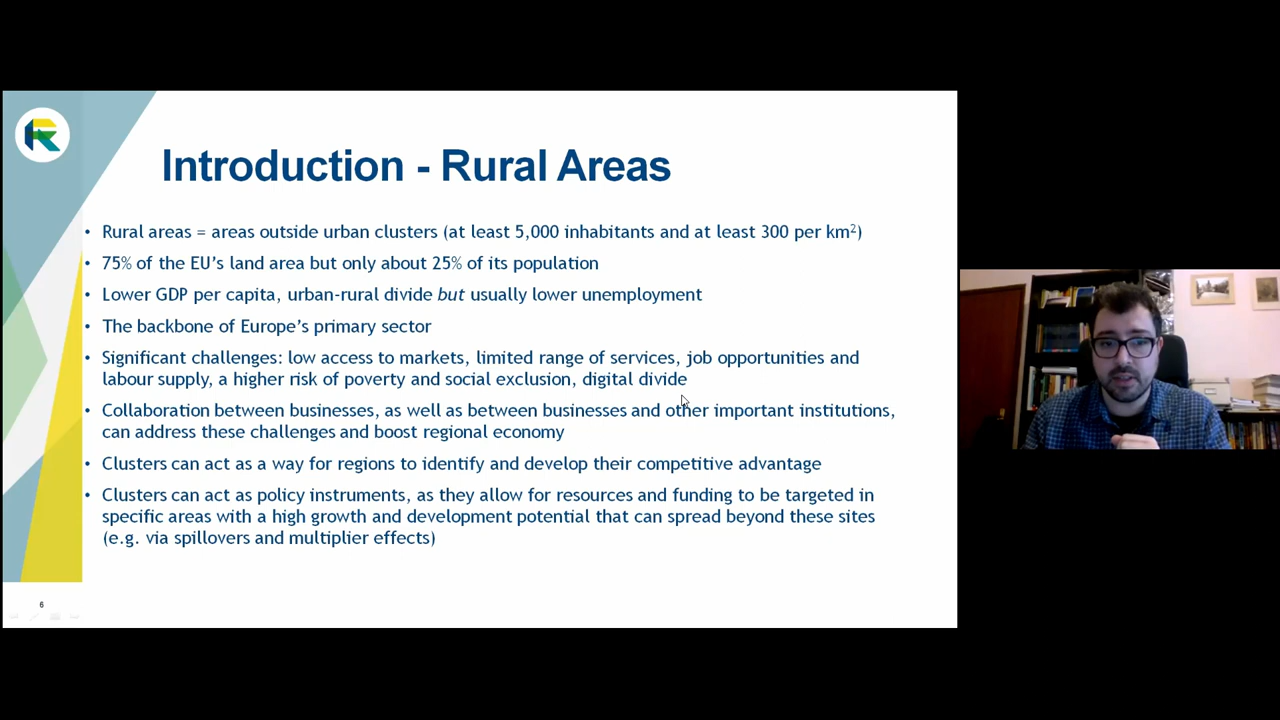 Introduction - Rural Areas
• Rural areas = areas outside urban clusters (at least 5,000 inhabitants and at least 300 per km²)
• 75% of the EU’s land area but only about 25% of its population
• Lower GDP per capita, urban-rural divide but usually lower unemployment
• The backbone of Europe’s primary sector
• Significant challenges: low access to markets, limited range of services, job opportunities and
labour supply, a higher risk of poverty and social exclusion, digital divide
• Collaboration between businesses, as well as between businesses and other important institutions,
can address these challenges and boost regional economy
• Clusters can act as a way for regions to identify and develop their competitive advantage
• Clusters can act as policy instruments, as they allow for resources and funding to be targeted in
specific areas with a high growth and development potential that can spread beyond these sites
(e.g. via spillovers and multiplier effects)
6